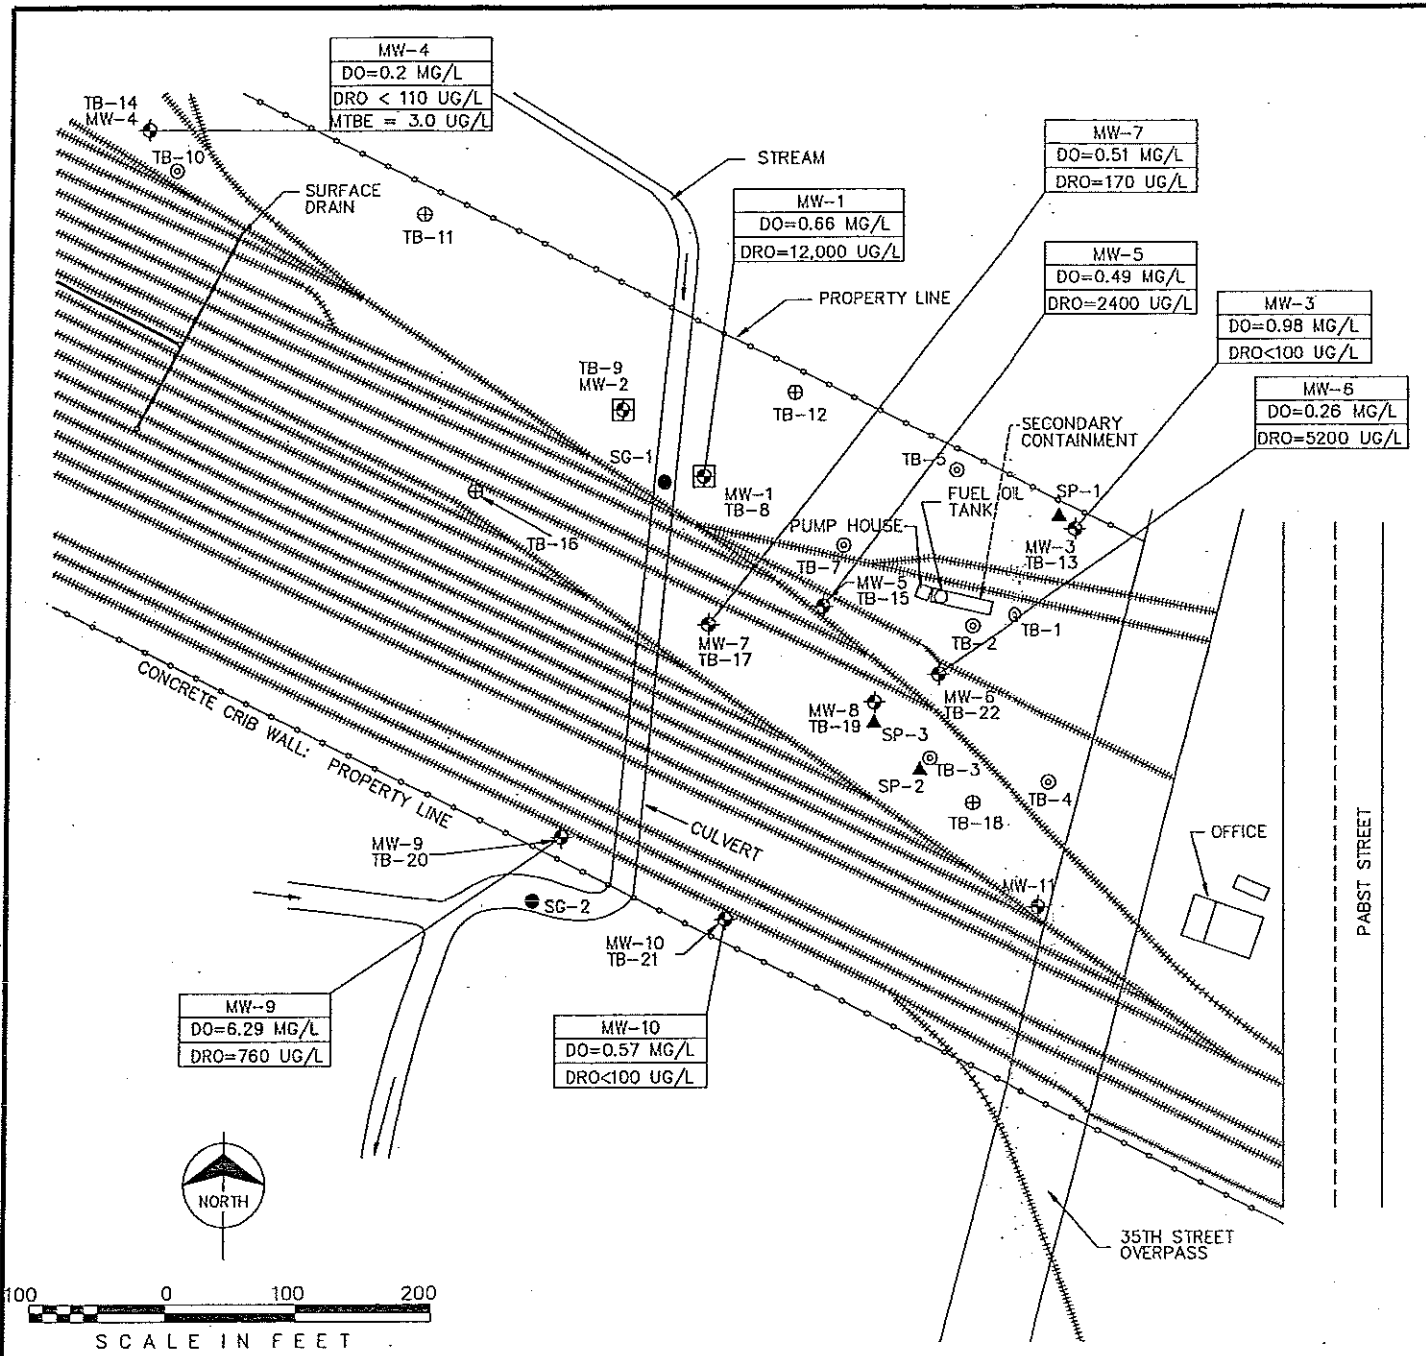 MW-4
DO=0.2 MG/L
DRO < 110 UG/L
MTBE = 3.0 UG/L
TB-14
MW-4
TB-10
SURFACE
DRAIN
TB-11
STREAM
MW-1
DO=0.66 MG/L
DRO=12,000 UG/L
MW-7
DO=0.51 MG/L
DRO=170 UG/L
MW-5
DO=0.49 MG/L
DRO=2400 UG/L
PROPERTY LINE
MW-3
DO=0.98 MG/L
DRO<100 UG/L
MW-6
DO=0.26 MG/L
DRO=5200 UG/L
TB-9
MW-2
TB-12
SECONDARY
CONTAINMENT
SG-1
TB-5
MW-1
TB-8
FUEL OIL
TANK
SP-1
PUMP HOUSE
TB-16
TB-7
MW-3
TB-13
MW-5
TB-15
TB-2
TB-1
MW-7
TB-17
MW-6
TB-22
MW-8
TB-19
SP-3
CONCRETE CRIB WALL: PROPERTY LINE
TB-3
SP-2
TB-4
TB-18
CULVERT
OFFICE
MW-9
TB-20
PABST STREET
MW-11
SG-2
MW-10
TB-21
MW-9
DO=6.29 MG/L
DRO=760 UG/L
MW-10
DO=0.57 MG/L
DRO<100 UG/L
NORTH
35TH STREET
OVERPASS
100 0 100 200
SCALE IN FEET